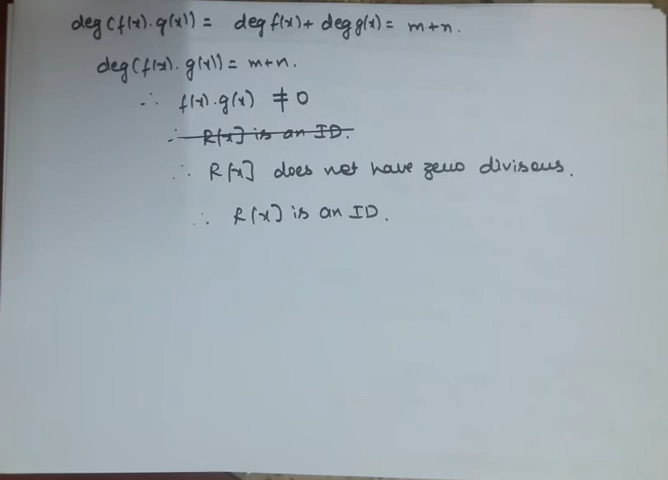 deg(f(x).g(x)) = deg f(x) + deg g(x) = m+n.
deg(f(x).g(x)) = m+n.
∴ f(x).g(x) ≠ 0
∴ R[x] is an ID.
∴ R[x] does not have zero divisors.
∴ R[x] is an ID.